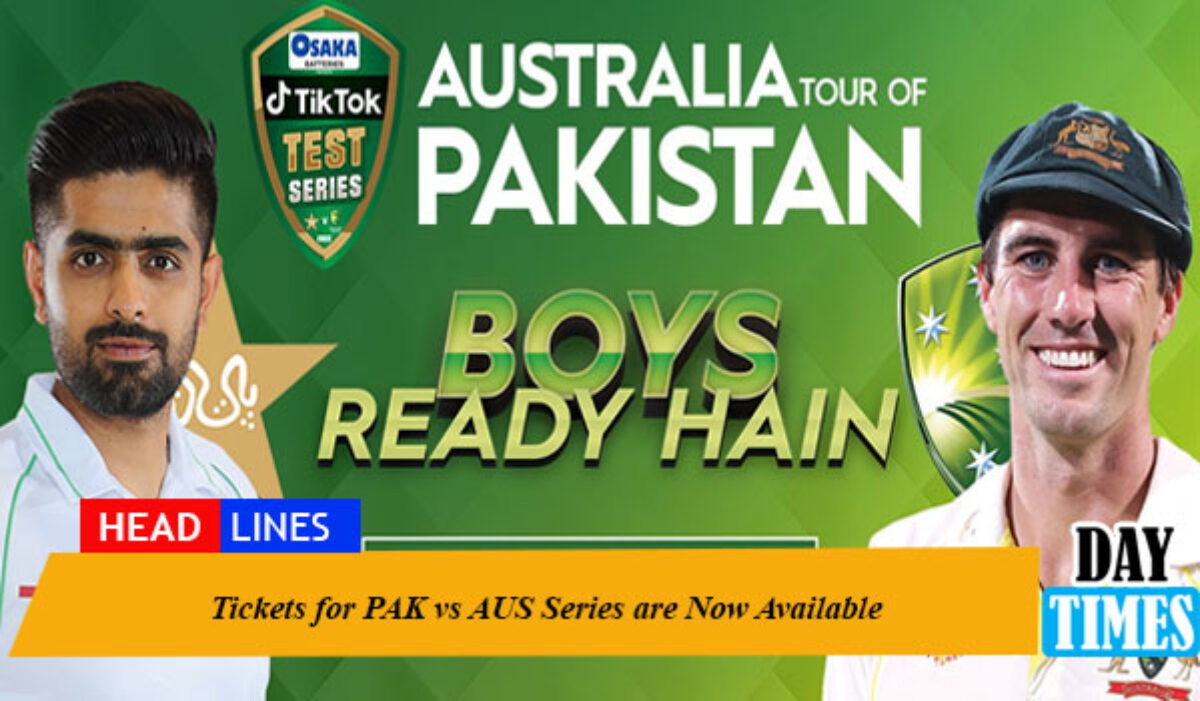 OSAKA
BATTERIES
TikTok
TEST
SERIES
AUSTRALIA TOUR OF
PAKISTAN
BOYS
READY HAIN
HEAD LINES
Tickets for PAK vs AUS Series are Now Available
DAY
TIMES
AUSTRALIA